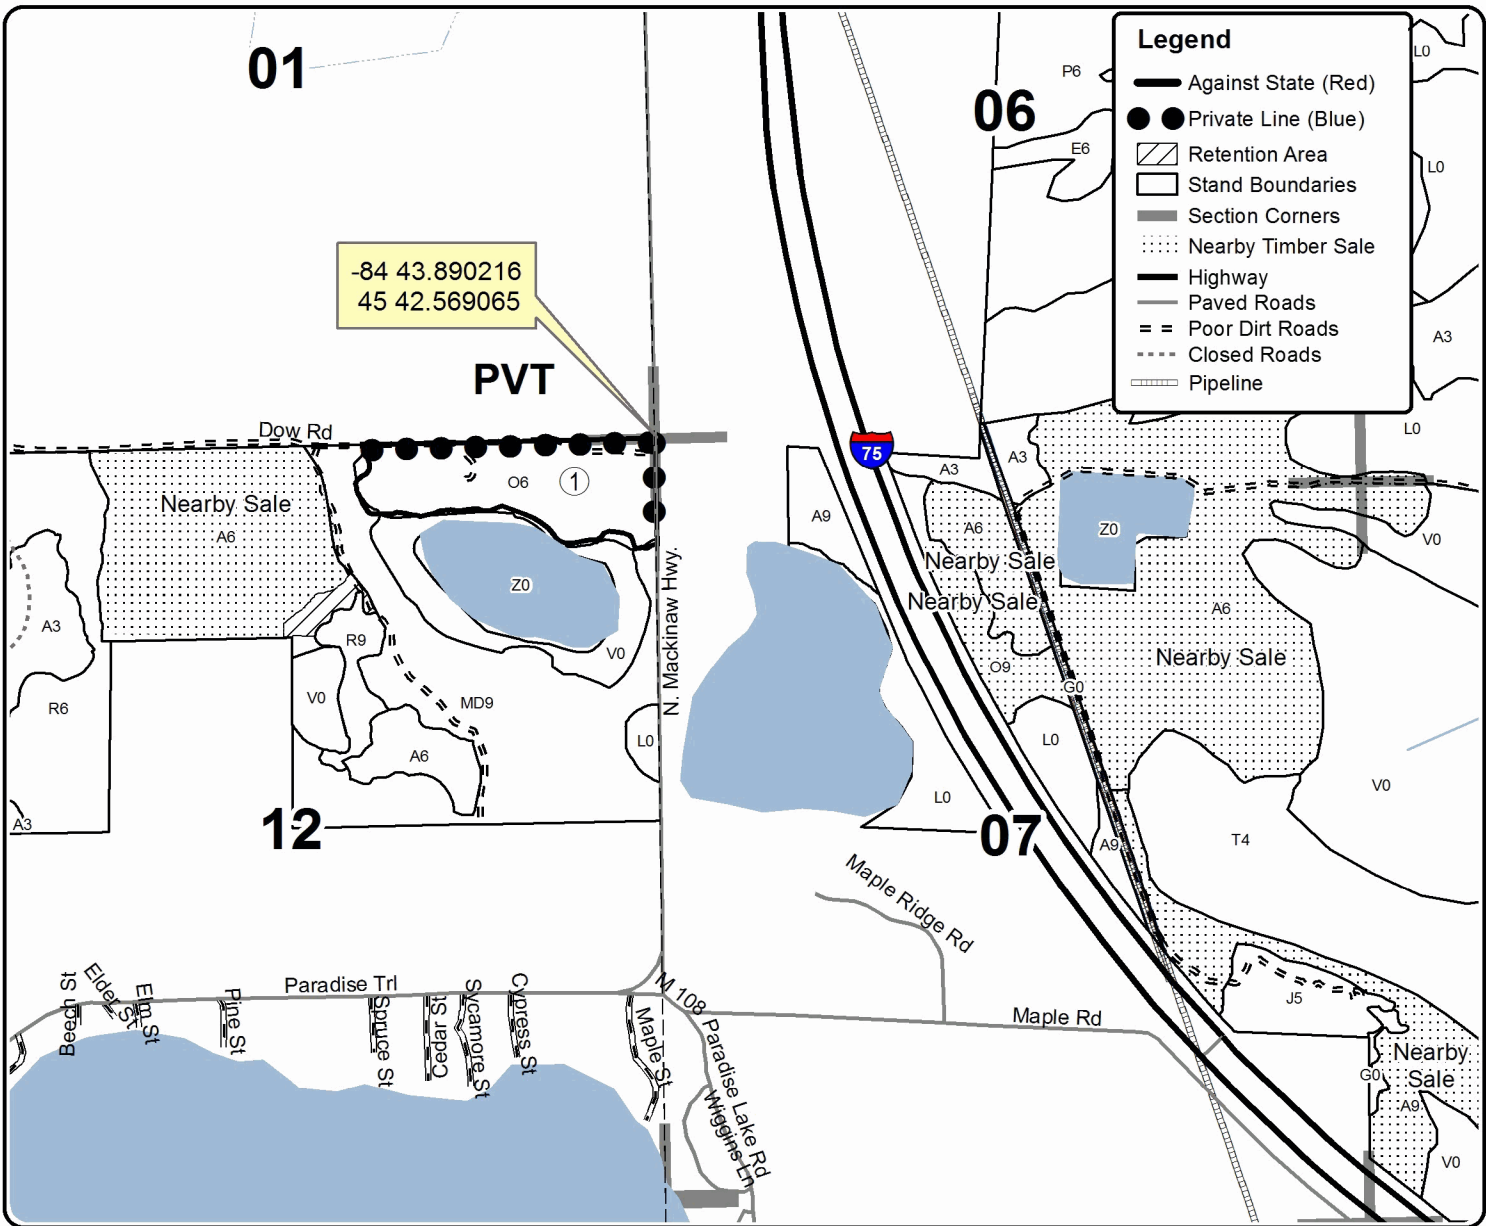 01
06
Legend
Against State (Red)
Private Line (Blue)
Retention Area
Stand Boundaries
Section Corners
Nearby Timber Sale
Highway
Paved Roads
Poor Dirt Roads
Closed Roads
Pipeline
P6
E6
L0
L0
A3
L0
-84 43.890216
45 42.569065
PVT
Dow Rd
75
O6
1
Nearby Sale
A6
A9
A3
A3
A6
Z0
V0
Nearby Sale
Nearby Sale
A6
Nearby Sale
Z0
A3
R9
V0
N. Mackinaw Hwy.
O9
G0
R6
V0
MD9
A6
L0
L0
L0
V0
A3
12
07
A9
T4
Maple Ridge Rd
Paradise Trl
M 108
Maple Rd
J5
Beech St
Elder St
Elm St
Pine St
Spruce St
Cedar St
Sycamore St
Cypress St
Maple St
Paradise Lake Rd
Wiggins Ln
Nearby
Sale
G0
A9
V0